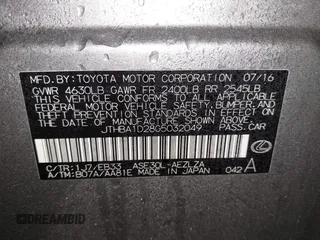 MFD.BY:TOYOTA MOTOR CORPORATION 07/16
GVWR 4630LB GAWR FR 2400LB RR 2545LB
THIS VEHICLE CONFORMS TO ALL APPLICABLE
FEDERAL MOTOR VEHICLE SAFETY, BUMPER, AND
THEFT PREVENTION STANDARDS IN EFFECT ON
THE DATE OF MANUFACTURE SHOWN ABOVE.
JTHBA1D28G5032049 PASS. CAR
C/TR:1J7/EB33 ASE30L-AEZLZA
A/TM:B07A/AA81E MADE IN JAPAN 042 A
DREAMBID